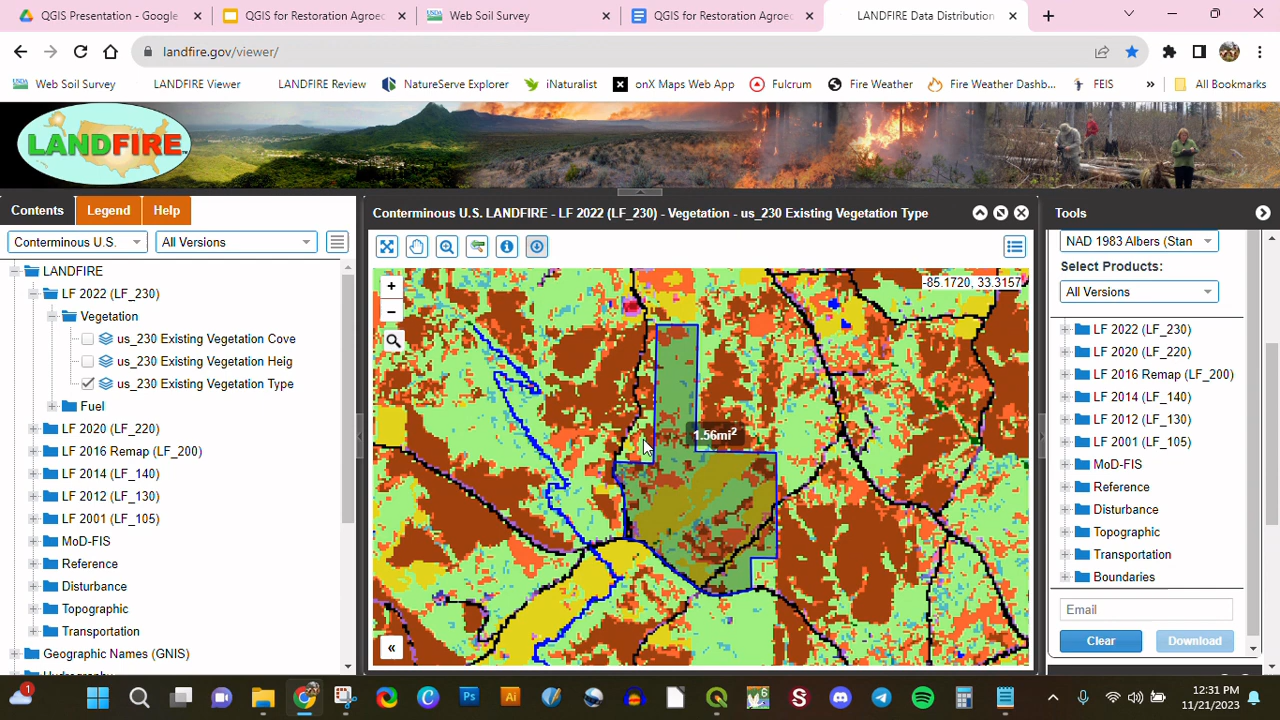 QGIS Presentation - Google
QGIS for Restoration Agroec
Web Soil Survey
QGIS for Restoration Agroec
LANDFIRE Data Distribution
landfire.gov/viewer/
Web Soil Survey
LANDFIRE Viewer
LANDFIRE Review
NatureServe Explorer
iNaturalist
onX Maps Web App
Fulcrum
Fire Weather
Fire Weather Dashb...
FEIS
»
All Bookmarks
LANDFIRE
Contents
Legend
Help
Conterminous U.S. LANDFIRE - LF 2022 (LF_230) - Vegetation - us_230 Existing Vegetation Type
Tools
Conterminous U.S.
All Versions
LANDFIRE
LF 2022 (LF_230)
Vegetation
us_230 Existing Vegetation Cove
us_230 Existing Vegetation Heig
us_230 Existing Vegetation Type
Fuel
LF 2020 (LF_220)
LF 2016 Remap (LF_200)
LF 2014 (LF_140)
LF 2012 (LF_130)
LF 2001 (LF_105)
MoD-FIS
Reference
Disturbance
Topographic
Transportation
Geographic Names (GNIS)
+
−
-85.1720, 33.3157
1.56mi²
«
NAD 1983 Albers (Stan
Select Products:
All Versions
LF 2022 (LF_230)
LF 2020 (LF_220)
LF 2016 Remap (LF_200)
LF 2014 (LF_140)
LF 2012 (LF_130)
LF 2001 (LF_105)
MoD-FIS
Reference
Disturbance
Topographic
Transportation
Boundaries
Email
Clear
Download
1
Ps
Ai
6
S
12:31 PM
11/21/2023